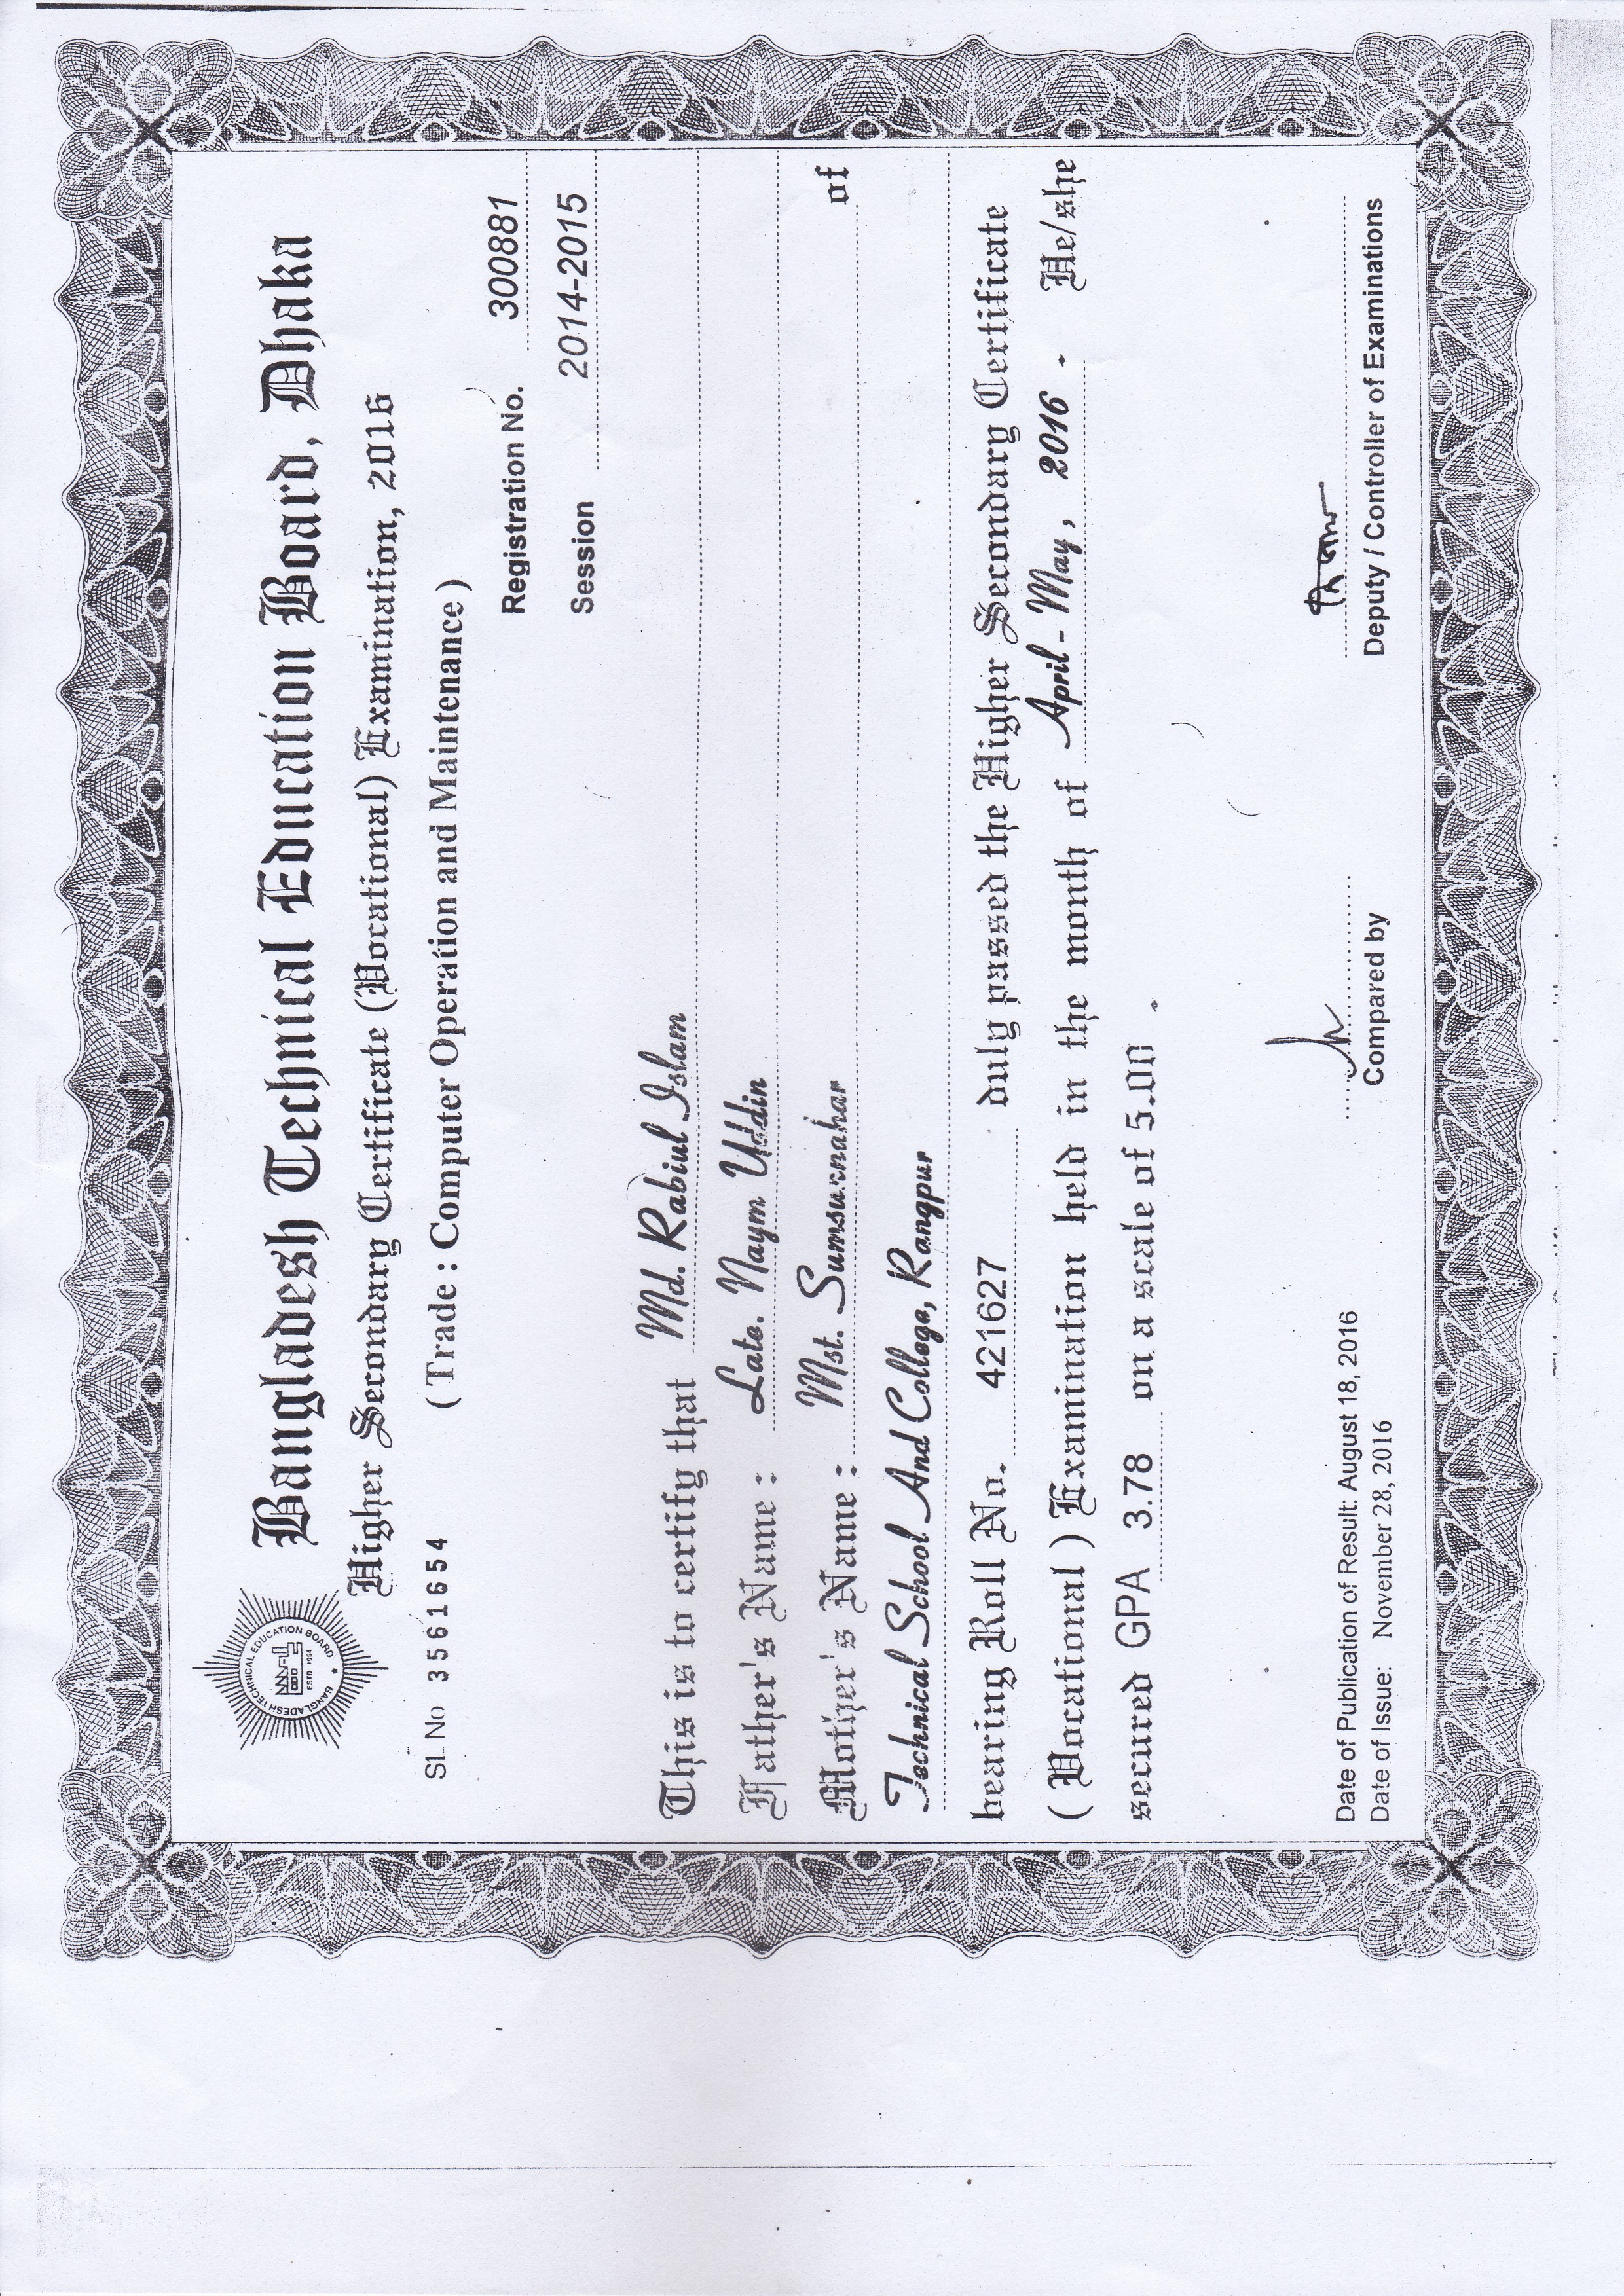 Bangladesh Technical Education Board, Dhaka
BANGLADESH TECHNICAL EDUCATION BOARD
ESTD 1954
Higher Secondary Certificate (Vocational) Examination, 2016
Sl. No 3561654
( Trade : Computer Operation and Maintenance )
Registration No. 300881
Session 2014-2015
This is to certify that Md. Rabiul Islam
Father's Name : Late. Naym Uddin
Mother's Name : Mst. Sumsunnahar of
Technical School And College, Rangpur
bearing Roll No. 421627 duly passed the Higher Secondary Certificate
( Vocational ) Examination held in the month of April - May, 2016 . He/she
secured GPA 3.78 on a scale of 5.00 .
Date of Publication of Result: August 18, 2016
Date of Issue: November 28, 2016
Compared by
Deputy / Controller of Examinations